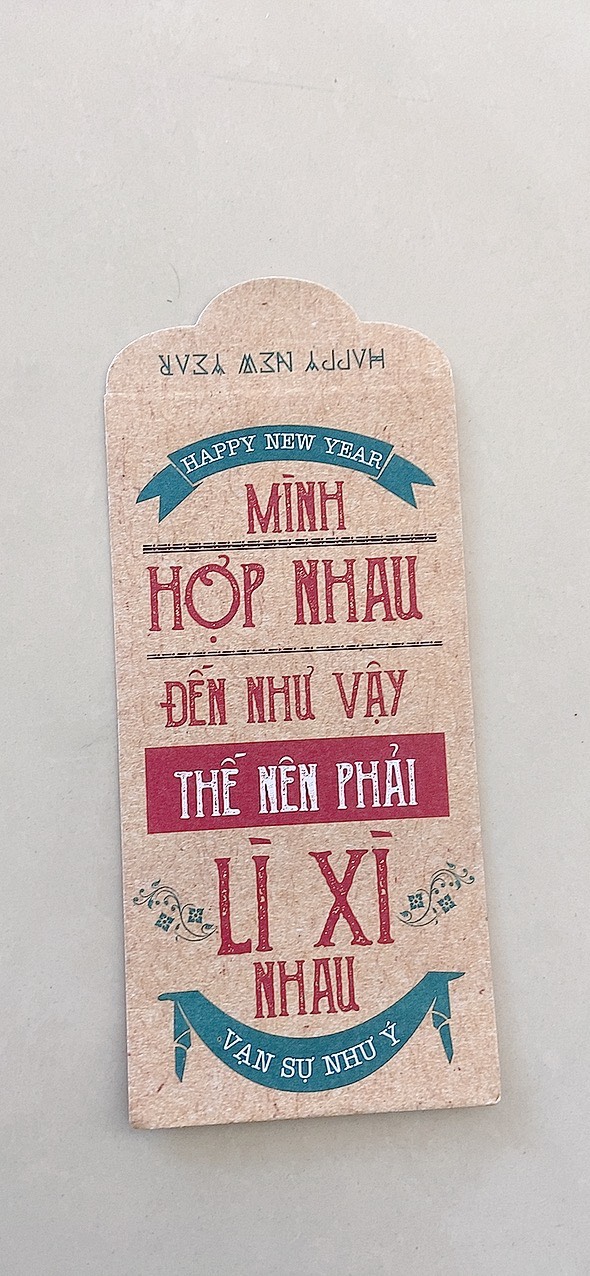 HAPPY NEW YEAR
HAPPY NEW YEAR
MÌNH
HỢP NHAU
ĐẾN NHƯ VẬY
THẾ NÊN PHẢI
LÌ XÌ
NHAU
VẠN SỰ NHƯ Ý